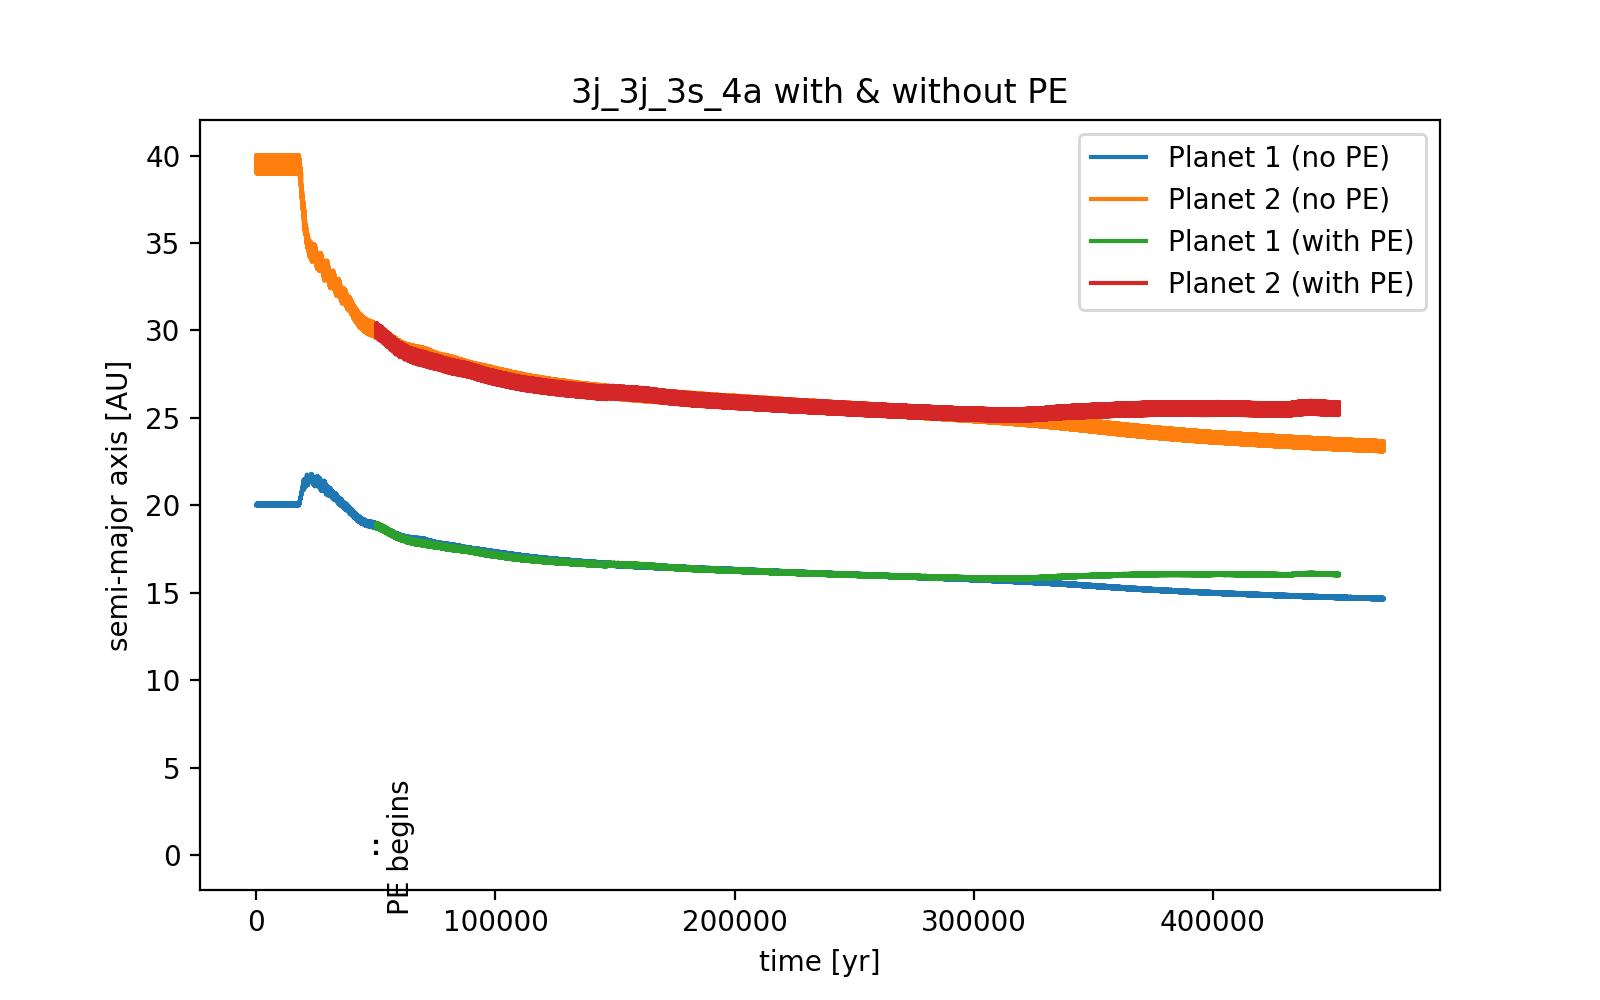 3j_3j_3s_4a with & without PE
Planet 1 (no PE)
Planet 2 (no PE)
Planet 1 (with PE)
Planet 2 (with PE)
semi-major axis [AU]
40
35
30
25
20
15
10
5
0
PE begins
0
100000
200000
300000
400000
time [yr]